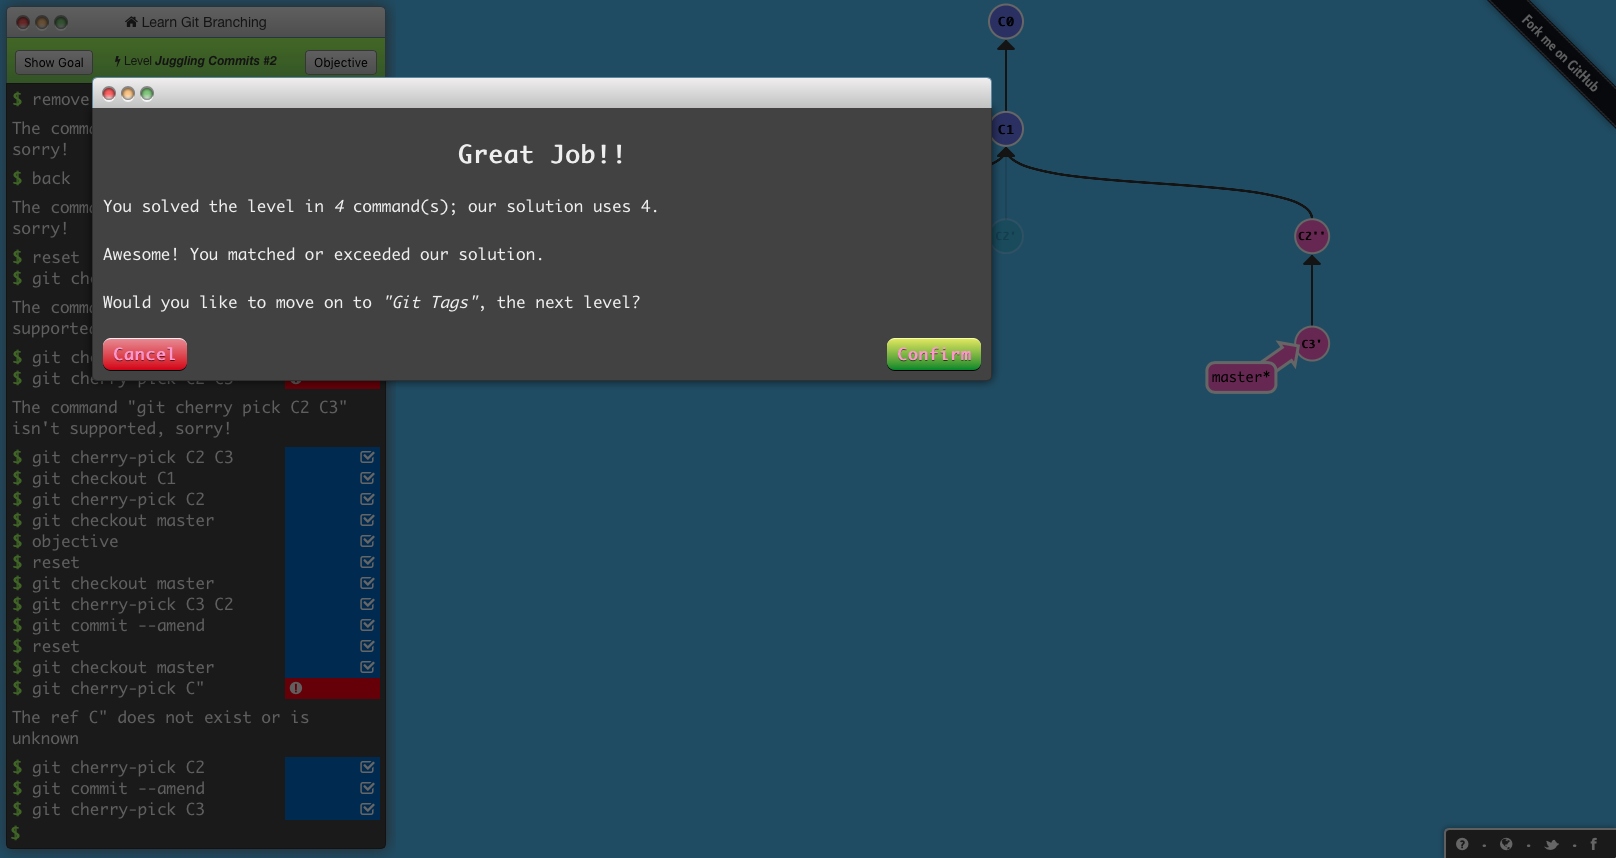 Learn Git Branching
Show Goal
Level Juggling Commits #2
Objective
$ remove
The comma
sorry!
$ back
The comma
sorry!
$ reset
$ git ch
The comma
supported
$ git ch
$ git cherry-pick C2 C3
The command "git cherry pick C2 C3"
isn't supported, sorry!
$ git cherry-pick C2 C3
$ git checkout C1
$ git cherry-pick C2
$ git checkout master
$ objective
$ reset
$ git checkout master
$ git cherry-pick C3 C2
$ git commit --amend
$ reset
$ git checkout master
$ git cherry-pick C"
The ref C" does not exist or is
unknown
$ git cherry-pick C2
$ git commit --amend
$ git cherry-pick C3
$
Great Job!!
You solved the level in 4 command(s); our solution uses 4.
Awesome! You matched or exceeded our solution.
Would you like to move on to "Git Tags", the next level?
Cancel
Confirm
C0
C1
C2'
C2''
C3'
master*
Fork me on GitHub